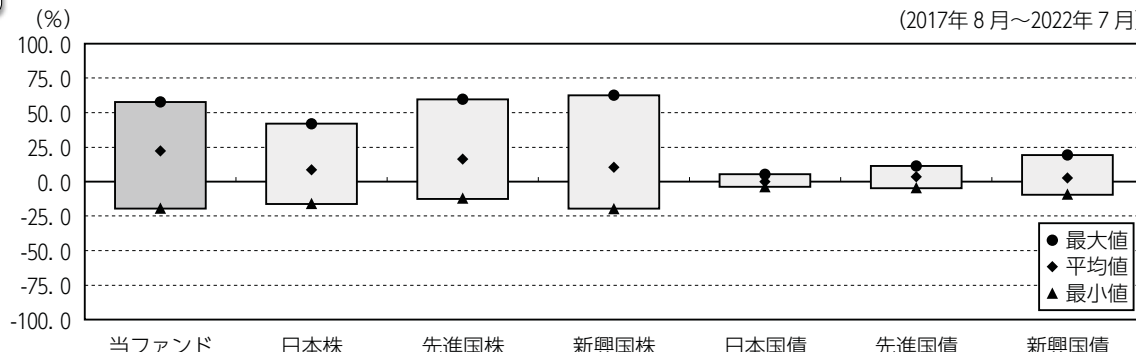 (%)
(2017年8月〜2022年7月)
100.0
75.0
50.0
25.0
0.0
-25.0
-50.0
-75.0
-100.0
● 最大値
◆ 平均値
▲ 最小値
当ファンド 日本株 先進国株 新興国株 日本国債 先進国債 新興国債